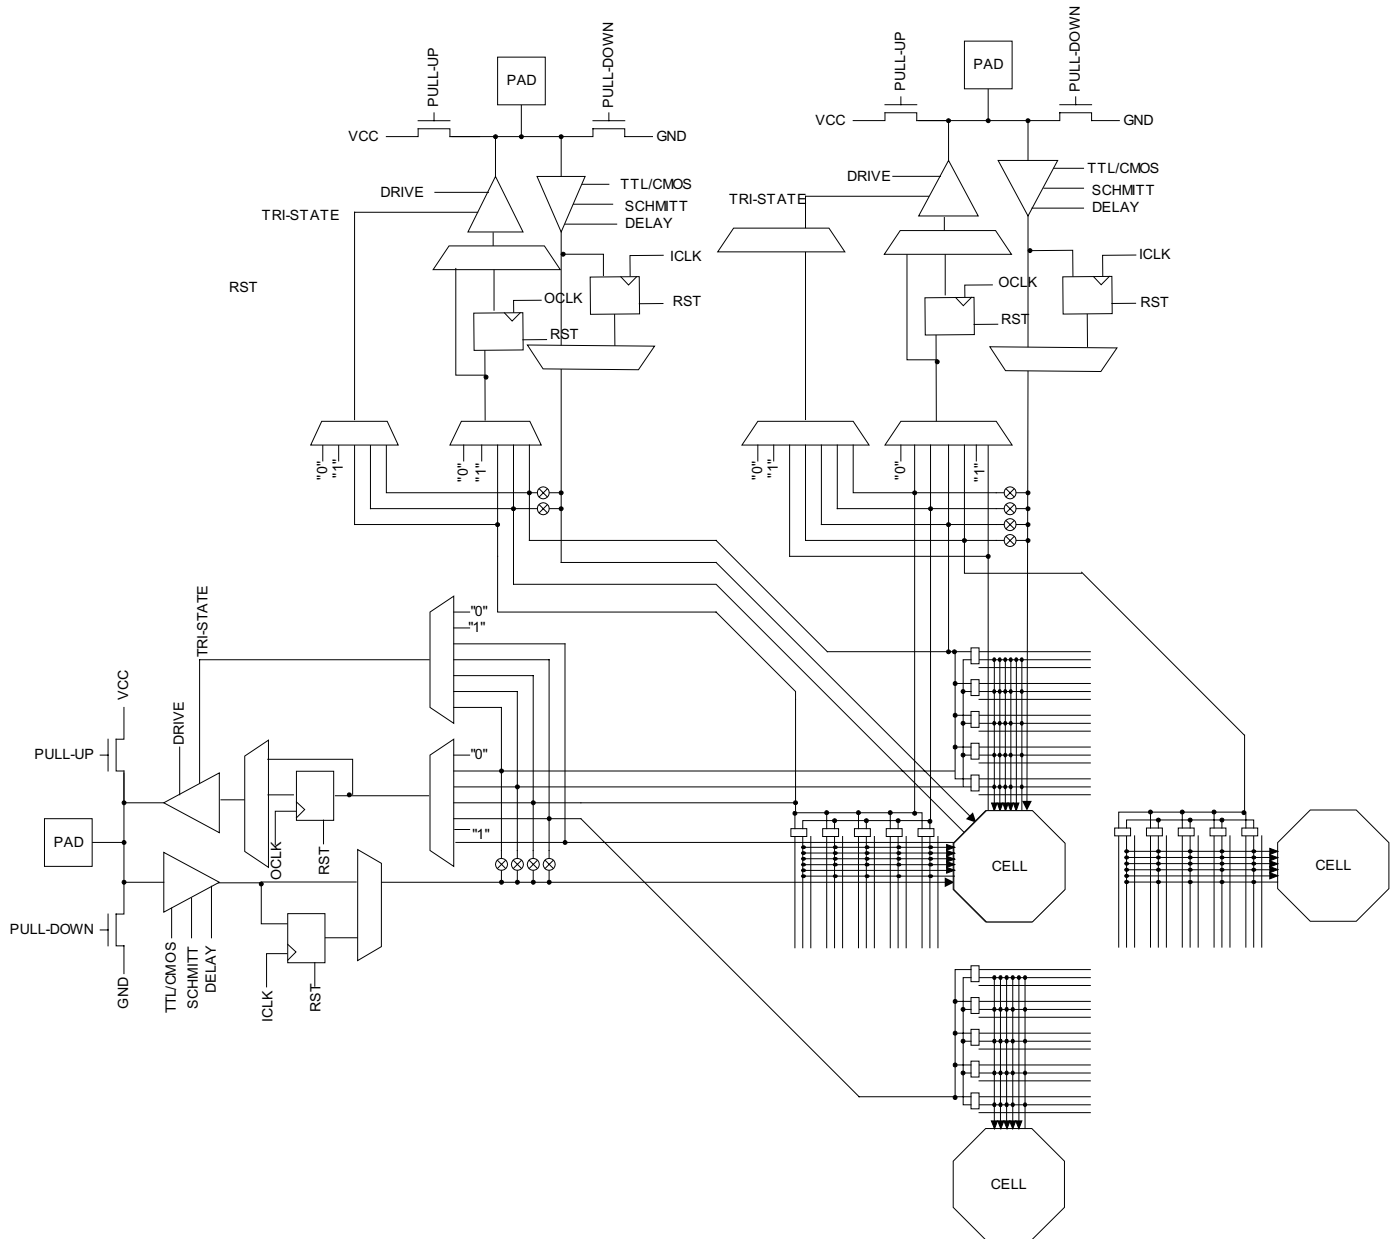 PULL-UP
PAD
PULL-DOWN
VCC
GND
DRIVE
TTL/CMOS
SCHMITT
DELAY
TRI-STATE
ICLK
RST
OCLK
RST
"0"
"1"
"0"
"1"
RST
PULL-UP
PAD
PULL-DOWN
VCC
GND
DRIVE
TTL/CMOS
SCHMITT
DELAY
TRI-STATE
ICLK
RST
OCLK
RST
"0"
"1"
"0"
"1"
TRI-STATE
"0"
"1"
VCC
DRIVE
PULL-UP
"0"
"1"
PAD
OCLK
RST
PULL-DOWN
GND
TTL/CMOS
SCHMITT
DELAY
ICLK
RST
CELL
CELL
CELL